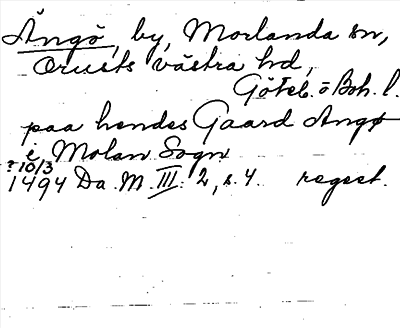 Ängö, by, Morlanda sn,
Orusts västra hd,
Göteb. o Boh. l.
paa hendes Gaard Angø
i Molan Sogn
? 10/3
1494 Da. M. III: 2, s. 4. regest.